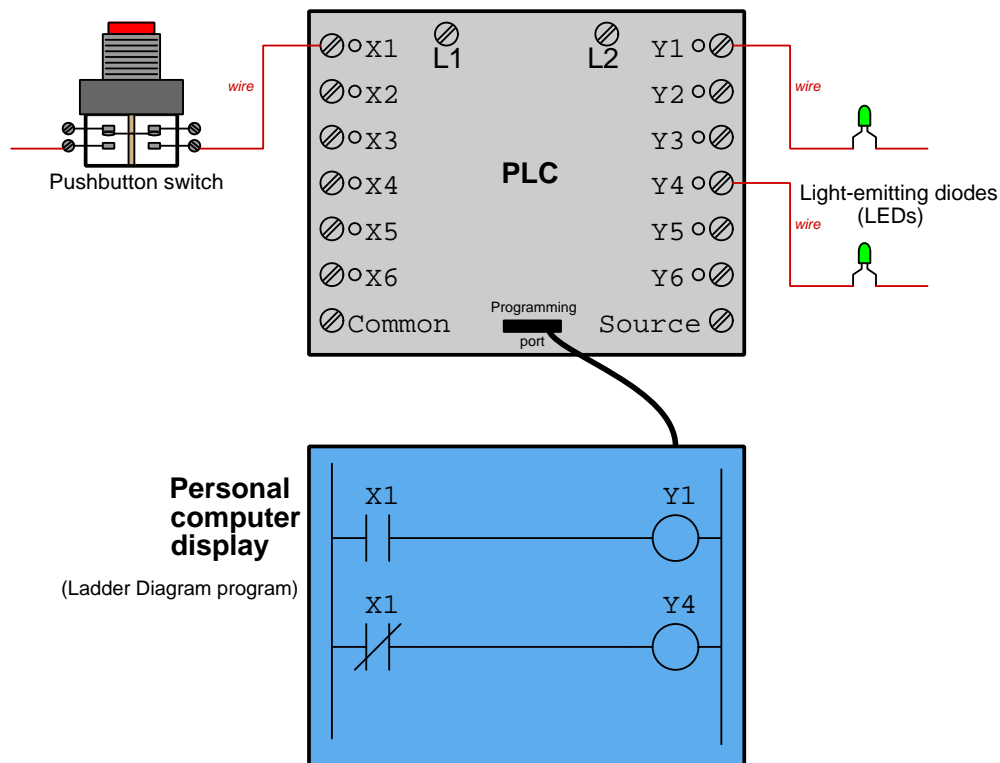 X1
L1
L2
Y1
wire
wire
X2
Y2
X3
Y3
Pushbutton switch
X4
PLC
Y4
Light-emitting diodes
(LEDs)
wire
X5
Y5
X6
Y6
Programming
port
Common
Source
Personal
computer
display
(Ladder Diagram program)
X1
Y1
X1
Y4